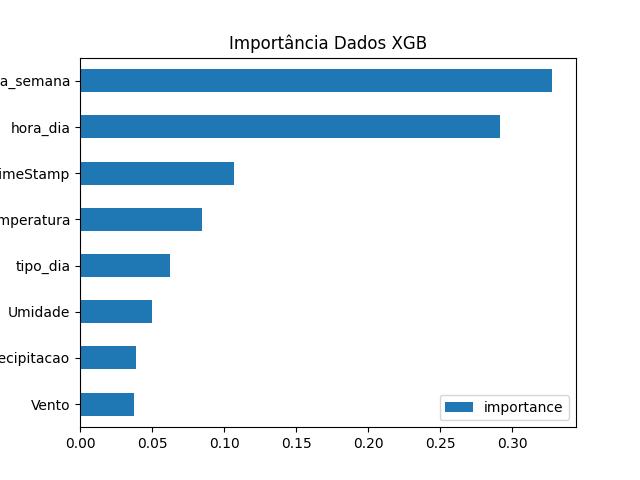 Importância Dados XGB
a_semana
hora_dia
imeStamp
mperatura
tipo_dia
Umidade
ecipitacao
Vento
importance
0.00 0.05 0.10 0.15 0.20 0.25 0.30